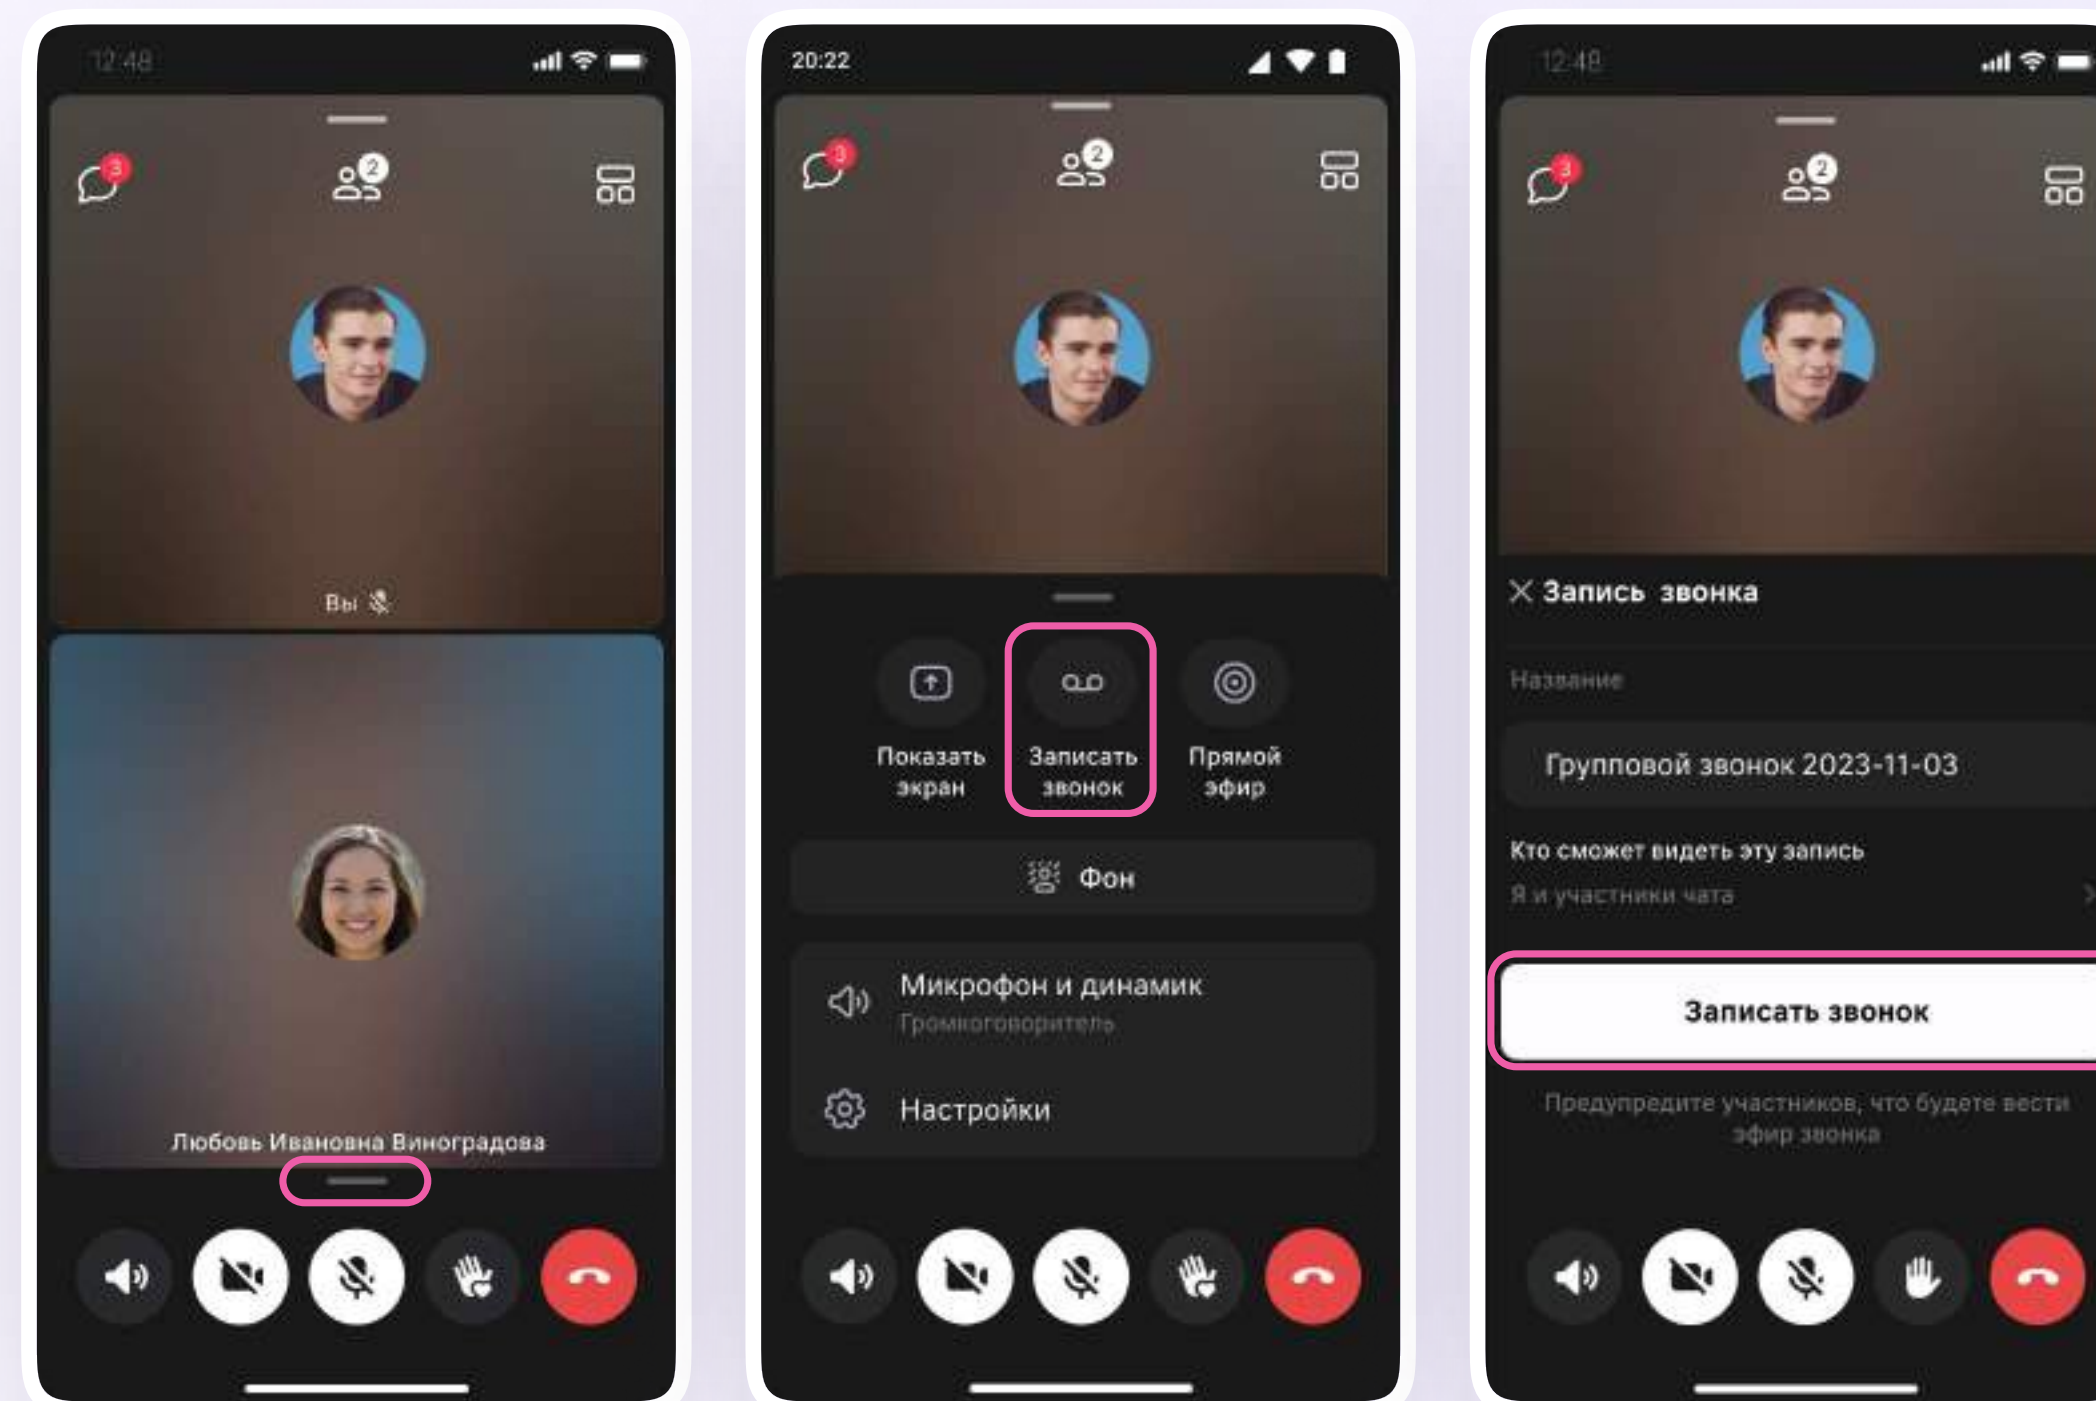 12:48
3
2
Вы
Любовь Ивановна Виноградова
20:22
3
2
Показать
экран
Записать
звонок
Прямой
эфир
Фон
Микрофон и динамик
Громкоговоритель
Настройки
12:48
3
2
Запись звонка
Название
Групповой звонок 2023-11-03
Кто сможет видеть эту запись
Я и участники чата
Записать звонок
Предупредите участников, что будете вести
эфир звонка